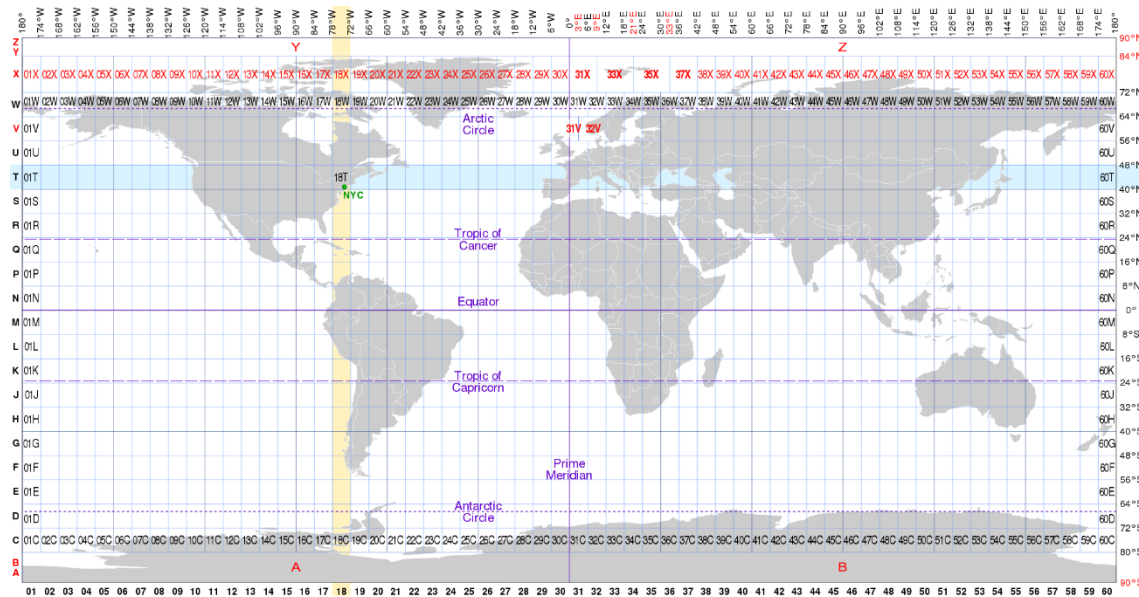 180° 174°W 168°W 162°W 156°W 150°W 144°W 138°W 132°W 126°W 120°W 114°W 108°W 102°W 96°W 90°W 84°W 78°W 72°W 66°W 60°W 54°W 48°W 42°W 36°W 30°W 24°W 18°W 12°W 6°W 0° 3°E 6°E 9°E 12°E 18°E 21°E 24°E 30°E 33°E 36°E 42°E 48°E 54°E 60°E 66°E 72°E 78°E 84°E 90°E 96°E 102°E 108°E 114°E 120°E 126°E 132°E 138°E 144°E 150°E 156°E 162°E 168°E 174°E 180°
Z 90°N
Y Y Z
84°N
X 01X 02X 03X 04X 05X 06X 07X 08X 09X 10X 11X 12X 13X 14X 15X 16X 17X 18X 19X 20X 21X 22X 23X 24X 25X 26X 27X 28X 29X 30X 31X 33X 35X 37X 38X 39X 40X 41X 42X 43X 44X 45X 46X 47X 48X 49X 50X 51X 52X 53X 54X 55X 56X 57X 58X 59X 60X
72°N
W 01W 02W 03W 04W 05W 06W 07W 08W 09W 10W 11W 12W 13W 14W 15W 16W 17W 18W 19W 20W 21W 22W 23W 24W 25W 26W 27W 28W 29W 30W 31W 32W 33W 34W 35W 36W 37W 38W 39W 40W 41W 42W 43W 44W 45W 46W 47W 48W 49W 50W 51W 52W 53W 54W 55W 56W 57W 58W 59W 60W
Arctic
Circle
64°N
V 01V 31V 32V 60V
56°N
U 01U 60U
48°N
T 01T 18T 60T
NYC
40°N
S 01S 60S
32°N
R 01R 60R
Tropic of
Cancer
24°N
Q 01Q 60Q
16°N
P 01P 60P
8°N
N 01N 60N
Equator
0°
M 01M 60M
8°S
L 01L 60L
16°S
K 01K 60K
Tropic of
Capricorn
24°S
J 01J 60J
32°S
H 01H 60H
40°S
G 01G 60G
48°S
F 01F 60F
Prime
Meridian
56°S
E 01E 60E
Antarctic
Circle
64°S
D 01D 60D
72°S
C 01C 02C 03C 04C 05C 06C 07C 08C 09C 10C 11C 12C 13C 14C 15C 16C 17C 18C 19C 20C 21C 22C 23C 24C 25C 26C 27C 28C 29C 30C 31C 32C 33C 34C 35C 36C 37C 38C 39C 40C 41C 42C 43C 44C 45C 46C 47C 48C 49C 50C 51C 52C 53C 54C 55C 56C 57C 58C 59C 60C
80°S
B A B
A 90°S
01 02 03 04 05 06 07 08 09 10 11 12 13 14 15 16 17 18 19 20 21 22 23 24 25 26 27 28 29 30 31 32 33 34 35 36 37 38 39 40 41 42 43 44 45 46 47 48 49 50 51 52 53 54 55 56 57 58 59 60